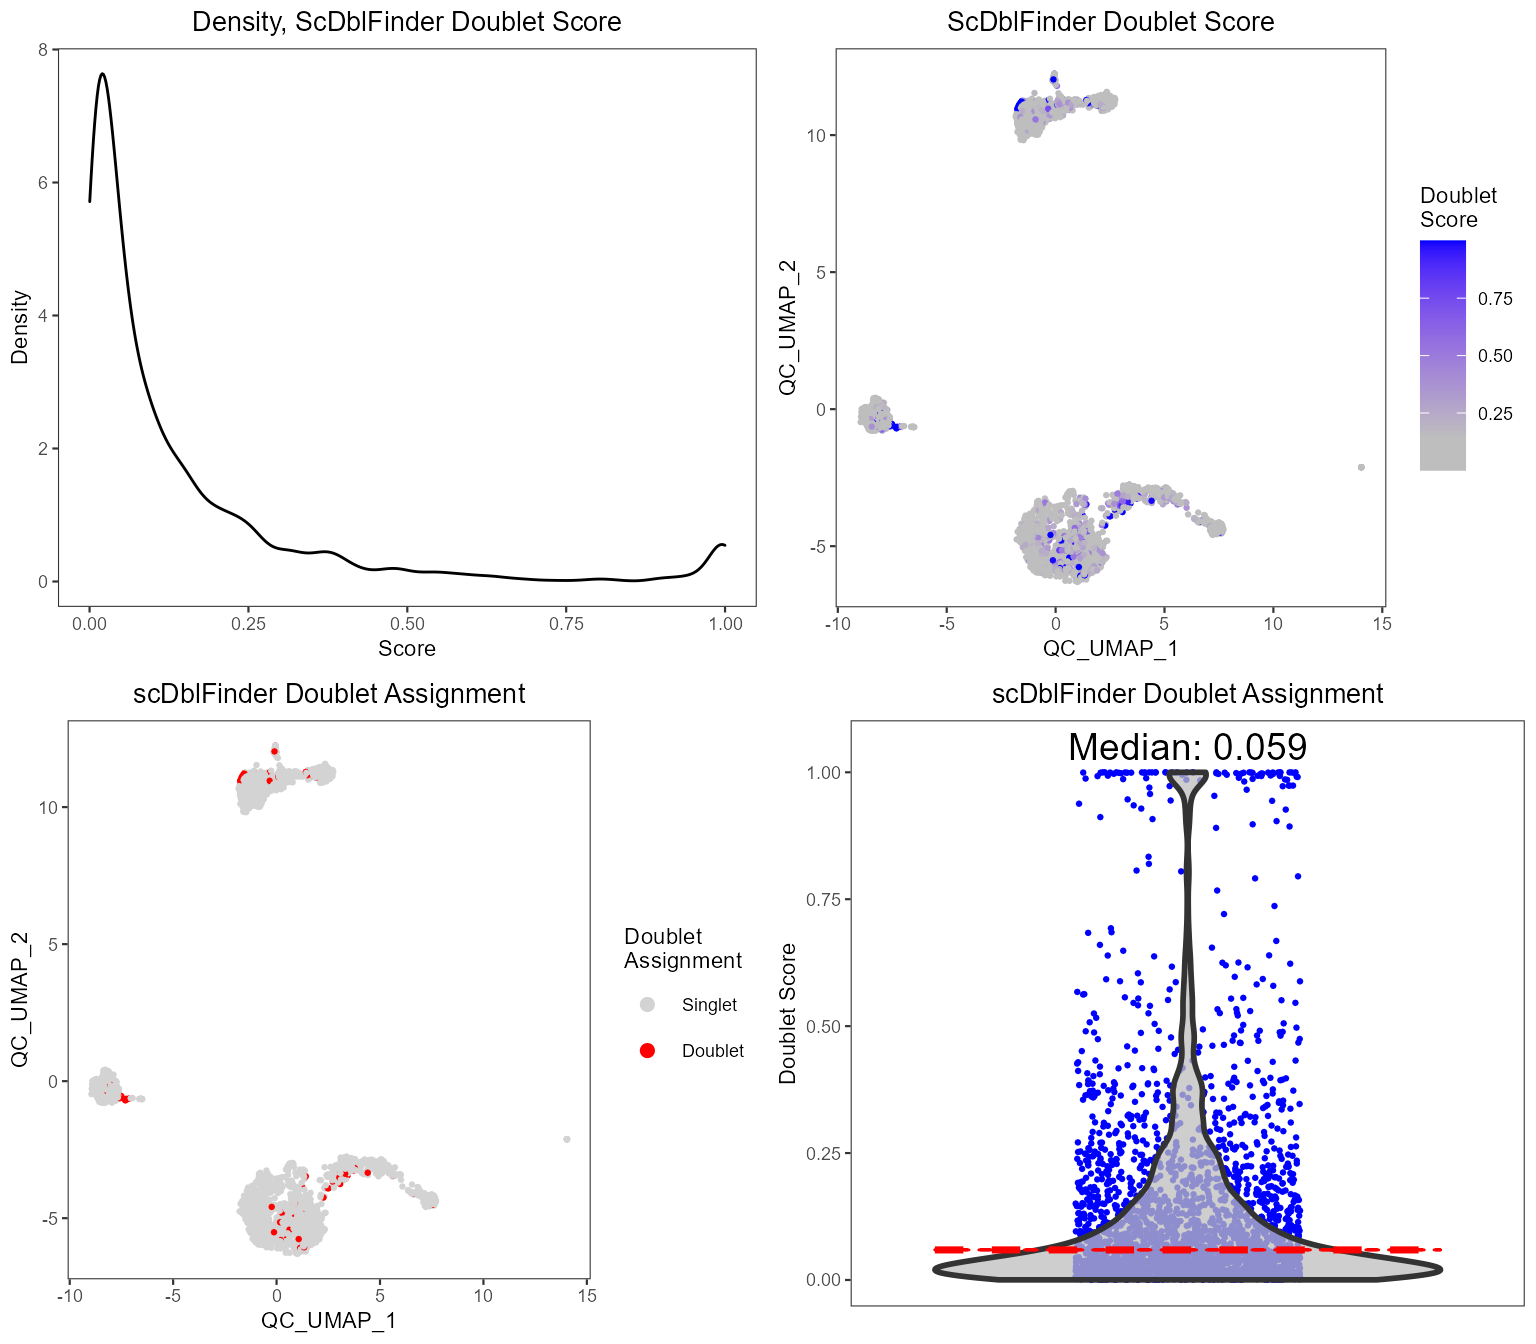 Density, ScDblFinder Doublet Score
8
6
4
2
0
Density
0.00 0.25 0.50 0.75 1.00
Score
ScDblFinder Doublet Score
10
5
0
-5
QC_UMAP_2
-10 -5 0 5 10 15
QC_UMAP_1
Doublet
Score
0.75
0.50
0.25
scDblFinder Doublet Assignment
10
5
0
-5
QC_UMAP_2
-10 -5 0 5 10 15
QC_UMAP_1
Doublet
Assignment
Singlet
Doublet
scDblFinder Doublet Assignment
Median: 0.059
1.00
0.75
0.50
0.25
0.00
Doublet Score